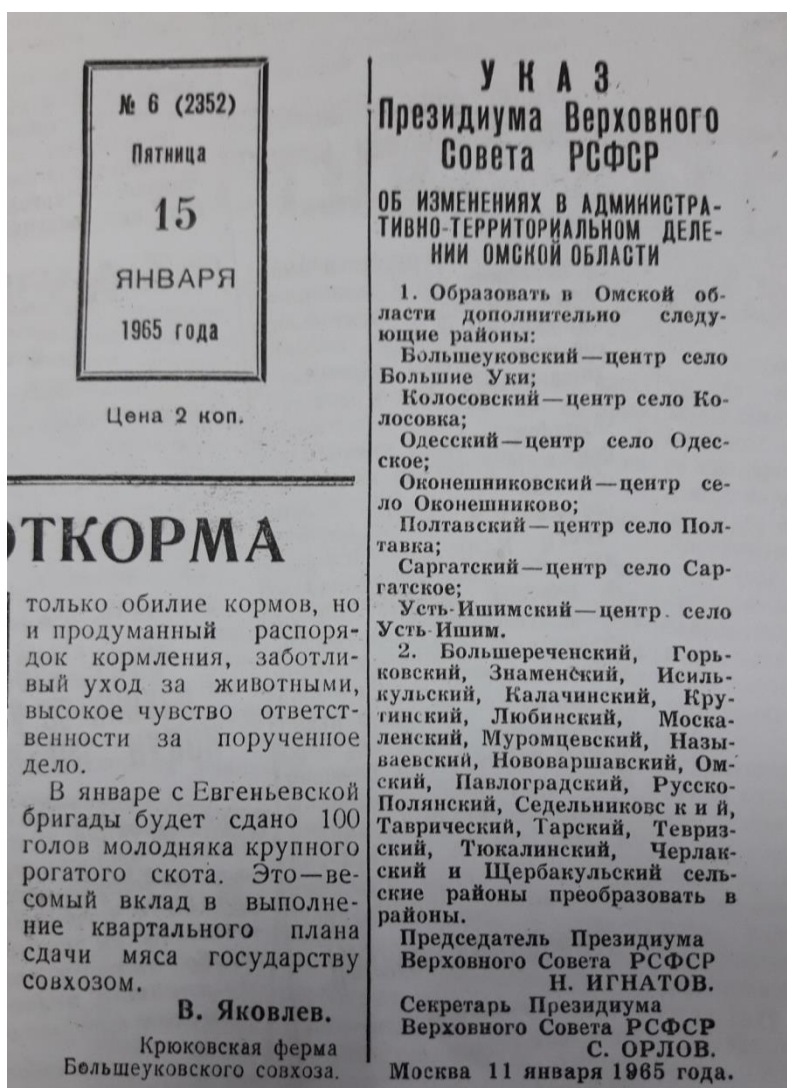 № 6 (2352)
Пятница
15
ЯНВАРЯ
1965 года
Цена 2 коп.
ОТКОРМА
только обилие кормов, но
и продуманный распоря-
док кормления, заботли-
вый уход за животными,
высокое чувство ответст-
венности за порученное
дело.
В январе с Евгеньевской
бригады будет сдано 100
голов молодняка крупного
рогатого скота. Это—ве-
сомый вклад в выполне-
ние квартального плана
сдачи мяса государству
совхозом.
В. Яковлев.
Крюковская ферма
Большеуковского совхоза.
УКАЗ
Президиума Верховного
Совета РСФСР
ОБ ИЗМЕНЕНИЯХ В АДМИНИСТРА-
ТИВНО-ТЕРРИТОРИАЛЬНОМ ДЕЛЕ-
НИИ ОМСКОЙ ОБЛАСТИ
1. Образовать в Омской об-
ласти дополнительно следу-
ющие районы:
Большеуковский—центр село
Большие Уки;
Колосовский—центр село Ко-
лосовка;
Одесский—центр село Одес-
ское;
Оконешниковский—центр се-
ло Оконешниково;
Полтавский—центр село Пол-
тавка;
Саргатский—центр село Сар-
гатское;
Усть-Ишимский—центр село
Усть-Ишим.
2. Большереченский, Горь-
ковский, Знаменский, Исиль-
кульский, Калачинский, Кру-
тинский, Любинский, Моска-
ленский, Муромцевский, Назы-
ваевский, Нововаршавский, Ом-
ский, Павлоградский, Русско-
Полянский, Седельниковский,
Таврический, Тарский, Тевриз-
ский, Тюкалинский, Черлак-
ский и Щербакульский сель-
ские районы преобразовать в
районы.
Председатель Президиума
Верховного Совета РСФСР
Н. ИГНАТОВ.
Секретарь Президиума
Верховного Совета РСФСР
С. ОРЛОВ.
Москва 11 января 1965 года.